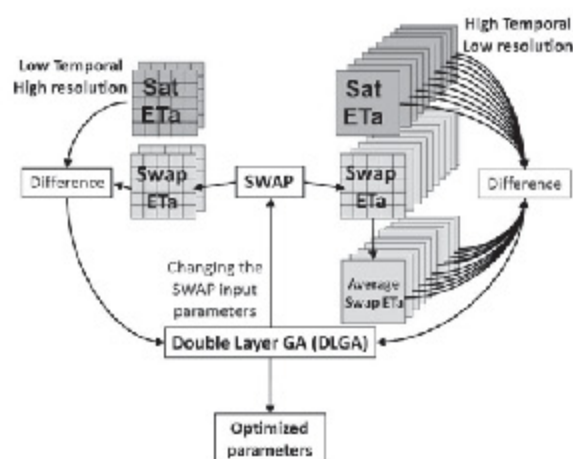 High Temporal
Low resolution
Low Temporal
High resolution
Sat
ETa
Sat
ETa
Difference
Swap
ETa
SWAP
Swap
ETa
Difference
Changing the
SWAP input
parameters
Average
Swap ETa
Double Layer GA (DLGA)
Optimized
parameters